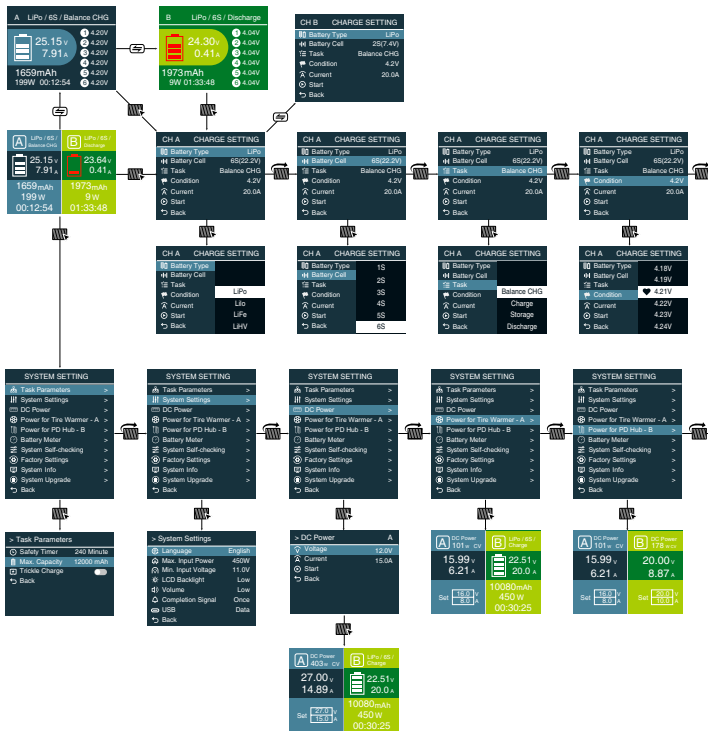 A LiPo / 6S / Balance CHG
25.15 V
7.91 A
1 4.20V
2 4.20V
3 4.20V
4 4.20V
5 4.20V
6 4.20V
1659mAh
199W 00:12:54
B LiPo / 6S / Discharge
24.30 V
0.41 A
1 4.04V
2 4.04V
3 4.04V
4 4.04V
5 4.04V
6 4.04V
1973mAh
9W 01:33:48
CH B CHARGE SETTING
Battery Type LiPo
Battery Cell 2S(7.4V)
Task Balance CHG
Condition 4.2V
Current 20.0A
Start
Back
A LiPo / 6S /
Balance CHG
25.15 V
7.91 A
1659mAh
199 W
00:12:54
B LiPo / 6S /
Discharge
23.64 V
0.41 A
1973mAh
9 W
01:33:48
CH A CHARGE SETTING
Battery Type LiPo
Battery Cell 6S(22.2V)
Task Balance CHG
Condition 4.2V
Current 20.0A
Start
Back
CH A CHARGE SETTING
Battery Type LiPo
Battery Cell 6S(22.2V)
Task Balance CHG
Condition 4.2V
Current 20.0A
Start
Back
CH A CHARGE SETTING
Battery Type LiPo
Battery Cell 6S(22.2V)
Task Balance CHG
Condition 4.2V
Current 20.0A
Start
Back
CH A CHARGE SETTING
Battery Type LiPo
Battery Cell 6S(22.2V)
Task Balance CHG
Condition 4.2V
Current 20.0A
Start
Back
CH A CHARGE SETTING
Battery Type
Battery Cell
Task
Condition
Current
Start
Back
LiPo
LiIo
LiFe
LiHV
CH A CHARGE SETTING
Battery Type
Battery Cell
Task
Condition
Current
Start
Back
1S
2S
3S
4S
5S
6S
CH A CHARGE SETTING
Battery Type
Battery Cell
Task
Condition
Current
Start
Back
Balance CHG
Charge
Storage
Discharge
CH A CHARGE SETTING
Battery Type
Battery Cell
Task
Condition
Current
Start
Back
4.18V
4.19V
4.21V
4.22V
4.23V
4.24V
SYSTEM SETTING
Task Parameters >
System Settings >
DC Power >
Power for Tire Warmer - A >
Power for PD Hub - B >
Battery Meter >
System Self-checking >
Factory Settings >
System Info >
System Upgrade >
Back
SYSTEM SETTING
Task Parameters >
System Settings >
DC Power >
Power for Tire Warmer - A >
Power for PD Hub - B >
Battery Meter >
System Self-checking >
Factory Settings >
System Info >
System Upgrade >
Back
SYSTEM SETTING
Task Parameters >
System Settings >
DC Power >
Power for Tire Warmer - A >
Power for PD Hub - B >
Battery Meter >
System Self-checking >
Factory Settings >
System Info >
System Upgrade >
Back
SYSTEM SETTING
Task Parameters >
System Settings >
DC Power >
Power for Tire Warmer - A >
Power for PD Hub - B >
Battery Meter >
System Self-checking >
Factory Settings >
System Info >
System Upgrade >
Back
SYSTEM SETTING
Task Parameters >
System Settings >
DC Power >
Power for Tire Warmer - A >
Power for PD Hub - B >
Battery Meter >
System Self-checking >
Factory Settings >
System Info >
System Upgrade >
Back
> Task Parameters
Safety Timer 240 Minute
Max. Capacity 12000 mAh
Trickle Charge
Back
> System Settings
Language English
Max. Input Power 450W
Min. Input Voltage 11.0V
LCD Backlight Low
Volume Low
Completion Signal Once
USB Data
Back
> DC Power A
Voltage 12.0V
Current 15.0A
Start
Back
A DC Power
101 W CV
15.99 V
6.21 A
Set 16.0 V
8.0 A
B LiPo / 6S /
Charge
22.51 V
20.0 A
10080mAh
450 W
00:30:25
A DC Power
101 W CV
15.99 V
6.21 A
Set 16.0 V
8.0 A
B DC Power
178 W CV
20.00 V
8.87 A
Set 20.0 V
10.0 A
A DC Power
403 W CV
27.00 V
14.89 A
Set 27.0 V
15.0 A
B LiPo / 6S /
Charge
22.51 V
20.0 A
10080mAh
450 W
00:30:25